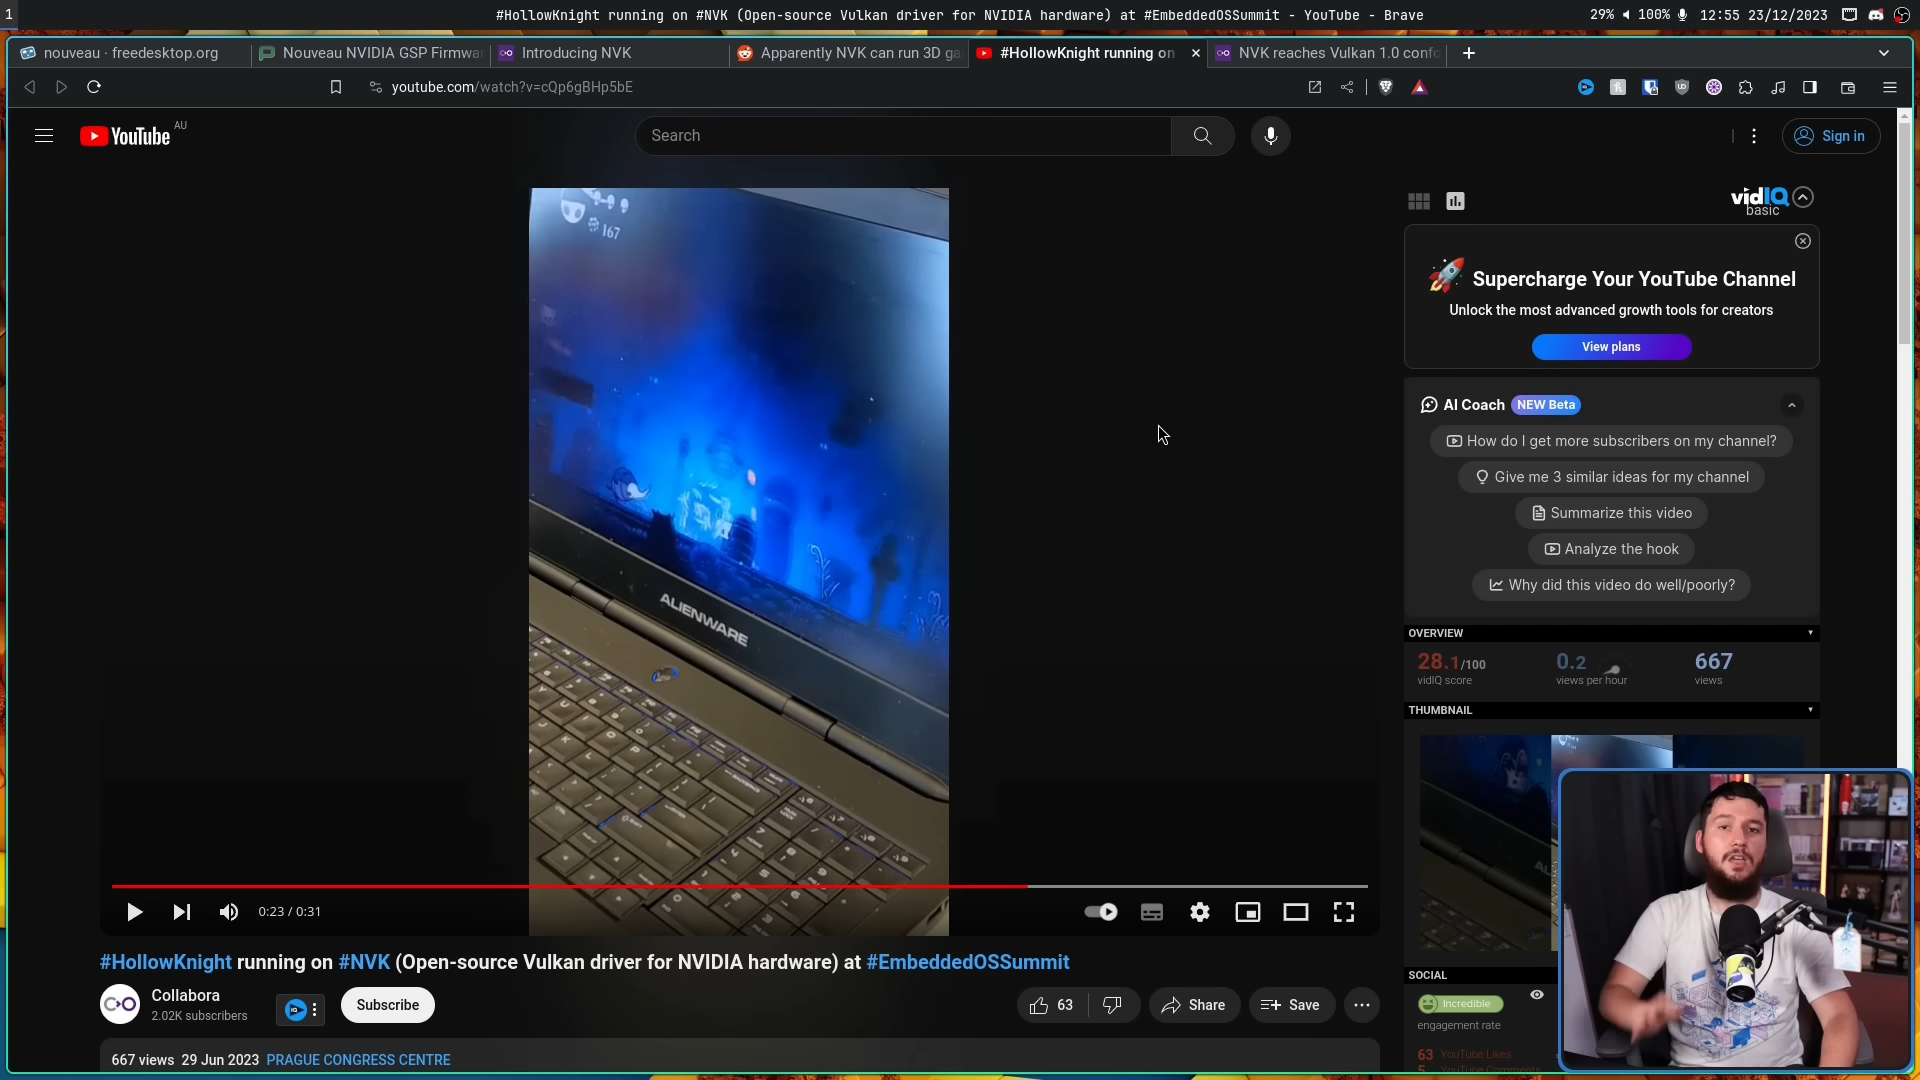 1
#HollowKnight running on #NVK (Open-source Vulkan driver for NVIDIA hardware) at #EmbeddedOSSummit - YouTube - Brave
29% 100% 12:55 23/12/2023
nouveau · freedesktop.org
Nouveau NVIDIA GSP Firmwa
Introducing NVK
Apparently NVK can run 3D ga
#HollowKnight running on
NVK reaches Vulkan 1.0 confo
youtube.com/watch?v=cQp6gBHp5bE
YouTube AU
Search
Sign in
167
ALIENWARE
vidIQ
basic
Supercharge Your YouTube Channel
Unlock the most advanced growth tools for creators
View plans
AI Coach NEW Beta
How do I get more subscribers on my channel?
Give me 3 similar ideas for my channel
Summarize this video
Analyze the hook
Why did this video do well/poorly?
OVERVIEW
28.1/100 0.2 667
vidIQ score views per hour views
THUMBNAIL
SOCIAL
Incredible
engagement rate
63 YouTube Likes
0:23 / 0:31
#HollowKnight running on #NVK (Open-source Vulkan driver for NVIDIA hardware) at #EmbeddedOSSummit
Collabora
2.02K subscribers
Subscribe
63
Share
Save
667 views 29 Jun 2023 PRAGUE CONGRESS CENTRE